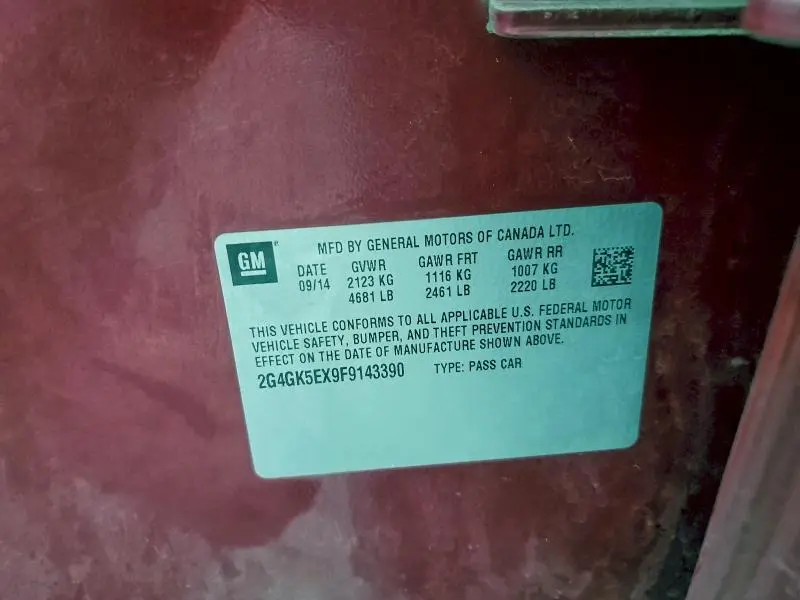 GM
MFD BY GENERAL MOTORS OF CANADA LTD.
DATE GVWR GAWR FRT GAWR RR
09/14 2123 KG 1116 KG 1007 KG
4681 LB 2461 LB 2220 LB
THIS VEHICLE CONFORMS TO ALL APPLICABLE U.S. FEDERAL MOTOR
VEHICLE SAFETY, BUMPER, AND THEFT PREVENTION STANDARDS IN
EFFECT ON THE DATE OF MANUFACTURE SHOWN ABOVE.
2G4GK5EX9F9143390 TYPE: PASS CAR